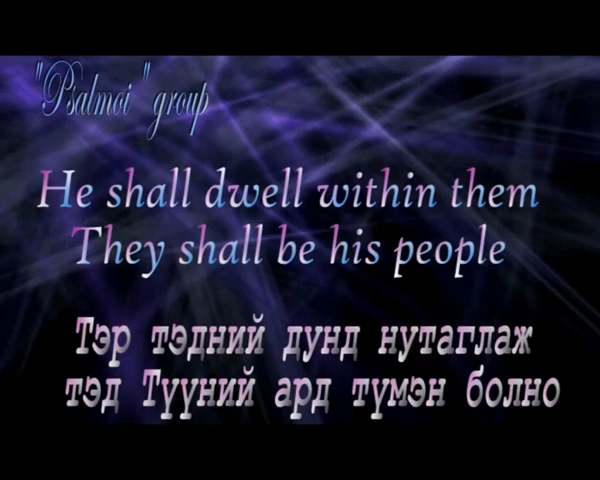 "Psalmoi" group
He shall dwell within them
They shall be his people
Тэр тэдний дунд нутаглаж
тэд Түүний ард түмэн болно